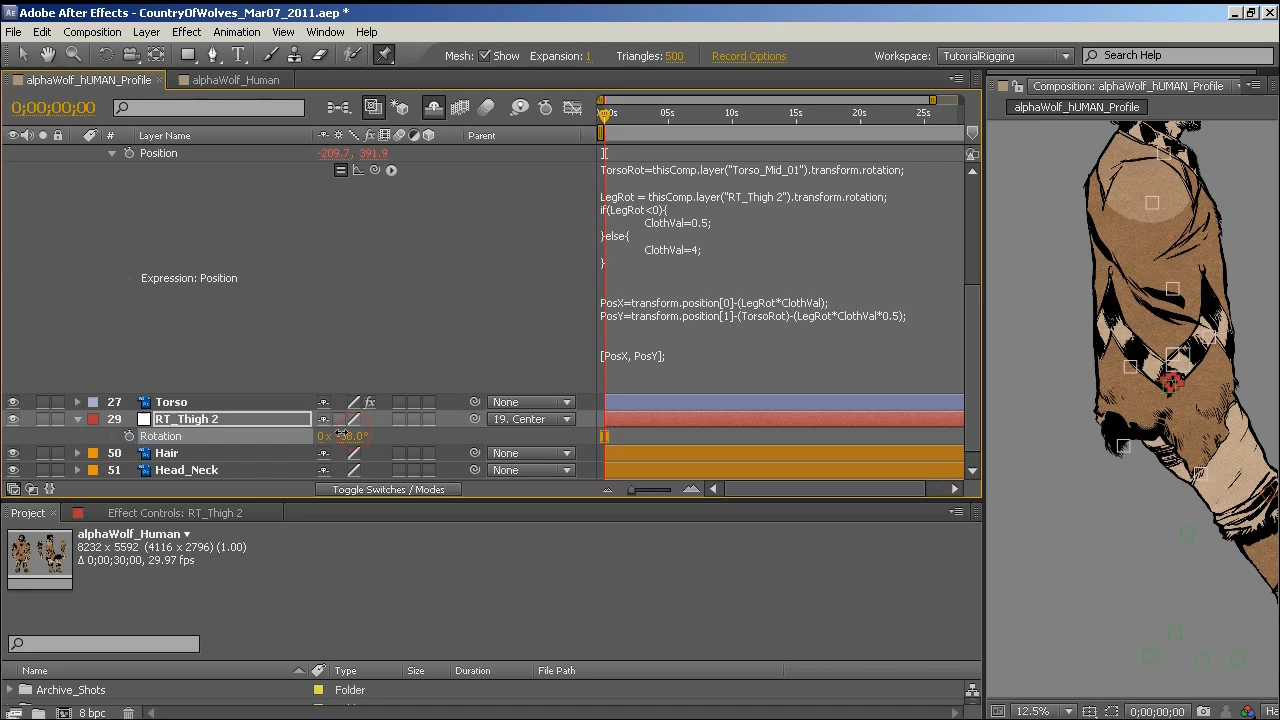 Adobe After Effects - CountryOfWolves_Mar07_2011.aep *
File Edit Composition Layer Effect Animation View Window Help
Mesh: Show Expansion: 1 Triangles: 500 Record Options Workspace: TutorialRigging Search Help
alphaWolf_hUMAN_Profile alphaWolf_Human Composition: alphaWolf_hUMAN_Profile
0;00;00;00 alphaWolf_hUMAN_Profile
05s 10s 15s 20s 25s
# Layer Name Parent
Position -209.7, 391.9 ][
TorsoRot=thisComp.layer("Torso_Mid_01").transform.rotation;
LegRot = thisComp.layer("RT_Thigh 2").transform.rotation;
if(LegRot<0){
ClothVal=0.5;
}else{
ClothVal=4;
}
Expression: Position
PosX=transform.position[0]-(LegRot*ClothVal);
PosY=transform.position[1]-(TorsoRot)-(LegRot*ClothVal*0.5);
[PosX, PosY];
27 Torso None
29 RT_Thigh 2 19. Center
Rotation
50 Hair None
51 Head_Neck None
Toggle Switches / Modes
Project Effect Controls: RT_Thigh 2
alphaWolf_Human
8232 x 5592 (4116 x 2796) (1.00)
Δ 0;00;30;00, 29.97 fps
Name Type Size Duration File Path
Archive_Shots Folder
8 bpc 12.5% 0;00;00;00